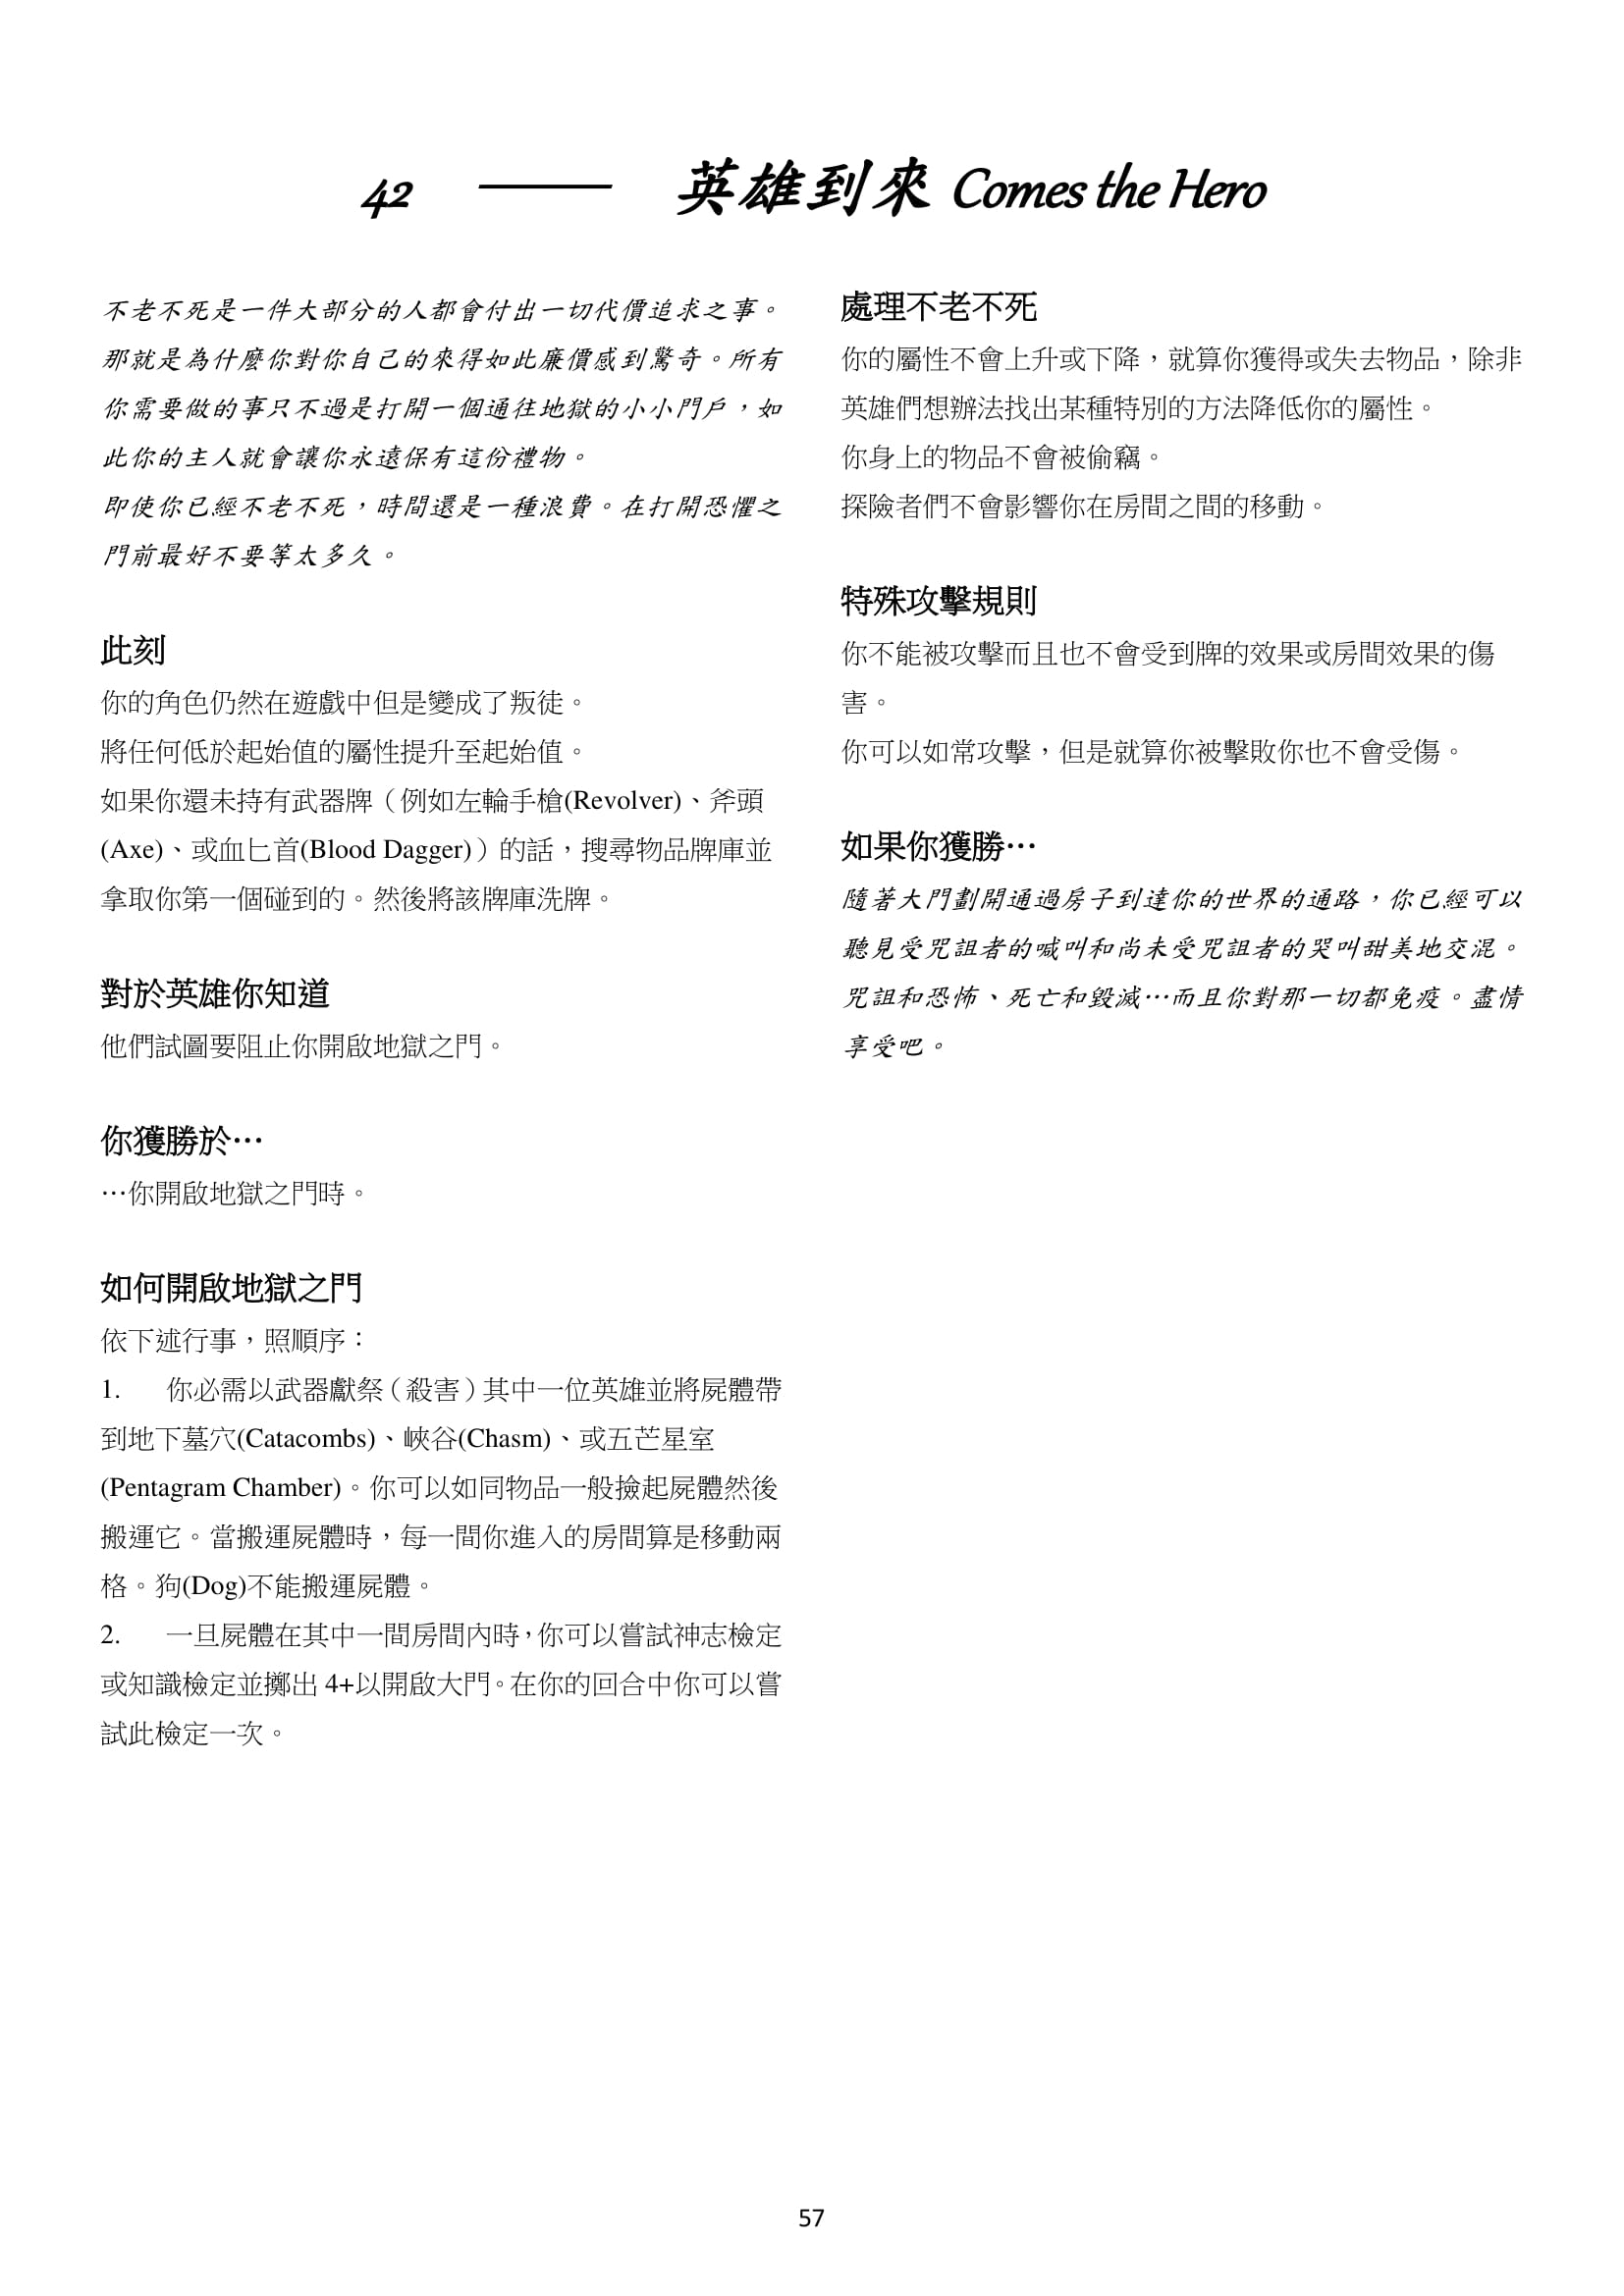 42 —— 英雄到來 Comes the Hero
不老不死是一件大部分的人都會付出一切代價追求之事。
那就是為什麼你對你自己的來得如此廉價感到驚奇。所有
你需要做的事只不過是打開一個通往地獄的小小門戶，如
此你的主人就會讓你永遠保有這份禮物。
即使你已經不老不死，時間還是一種浪費。在打開恐懼之
門前最好不要等太多久。
此刻
你的角色仍然在遊戲中但是變成了叛徒。
將任何低於起始值的屬性提升至起始值。
如果你還未持有武器牌（例如左輪手槍(Revolver)、斧頭
(Axe)、或血匕首(Blood Dagger)）的話，搜尋物品牌庫並
拿取你第一個碰到的。然後將該牌庫洗牌。
對於英雄你知道
他們試圖要阻止你開啟地獄之門。
你獲勝於…
…你開啟地獄之門時。
如何開啟地獄之門
依下述行事，照順序：
1. 你必需以武器獻祭（殺害）其中一位英雄並將屍體帶
到地下墓穴(Catacombs)、峽谷(Chasm)、或五芒星室
(Pentagram Chamber)。你可以如同物品一般撿起屍體然後
搬運它。當搬運屍體時，每一間你進入的房間算是移動兩
格。狗(Dog)不能搬運屍體。
2. 一旦屍體在其中一間房間內時，你可以嘗試神志檢定
或知識檢定並擲出 4+以開啟大門。在你的回合中你可以嘗
試此檢定一次。
處理不老不死
你的屬性不會上升或下降，就算你獲得或失去物品，除非
英雄們想辦法找出某種特別的方法降低你的屬性。
你身上的物品不會被偷竊。
探險者們不會影響你在房間之間的移動。
特殊攻擊規則
你不能被攻擊而且也不會受到牌的效果或房間效果的傷
害。
你可以如常攻擊，但是就算你被擊敗你也不會受傷。
如果你獲勝…
隨著大門劃開通過房子到達你的世界的通路，你已經可以
聽見受咒詛者的喊叫和尚未受咒詛者的哭叫甜美地交混。
咒詛和恐怖、死亡和毀滅…而且你對那一切都免疫。盡情
享受吧。
57